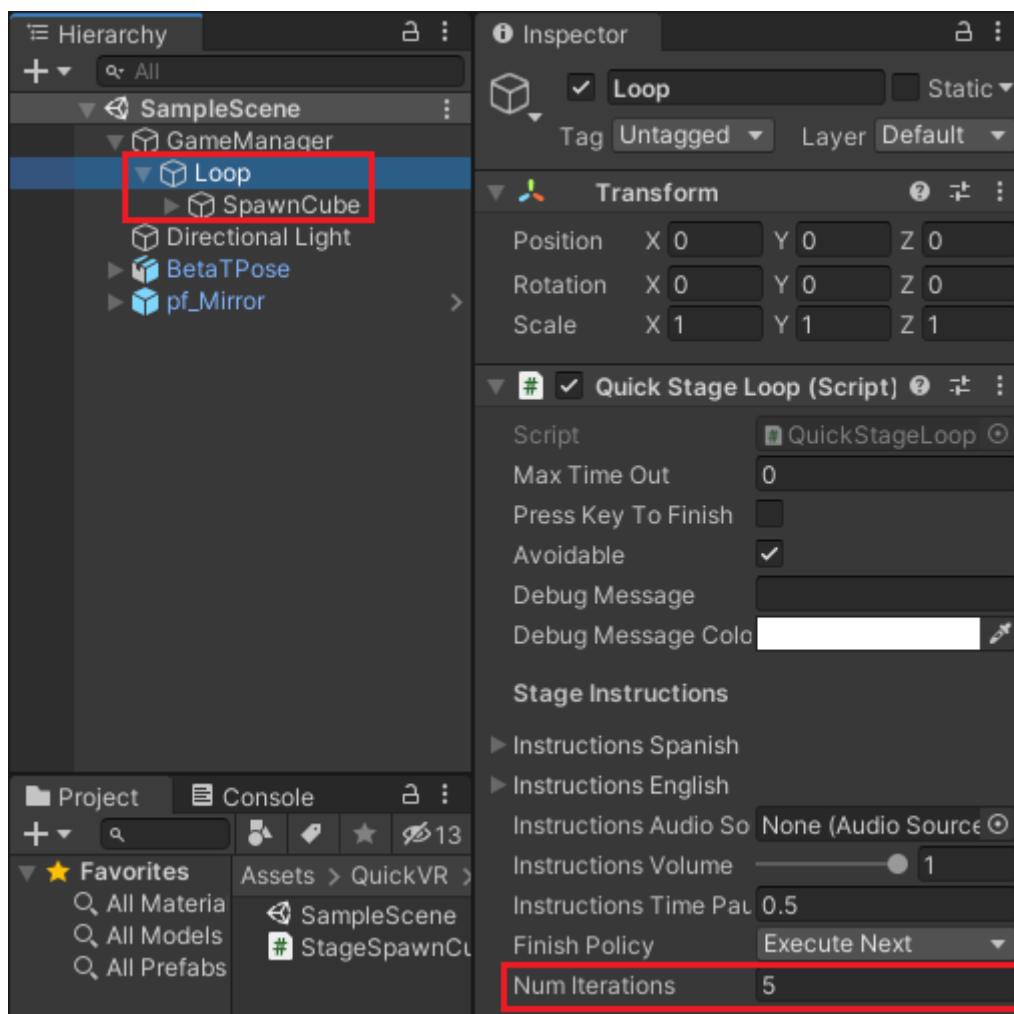 Hierarchy
All
SampleScene
GameManager
Loop
SpawnCube
Directional Light
BetaTPose
pf_Mirror
Project
Console
13
Favorites
All Materia
All Models
All Prefabs
Assets > QuickVR >
SampleScene
StageSpawnCu
Inspector
Loop
Static
Tag Untagged Layer Default
Transform
Position X 0 Y 0 Z 0
Rotation X 0 Y 0 Z 0
Scale X 1 Y 1 Z 1
# Quick Stage Loop (Script)
Script QuickStageLoop
Max Time Out 0
Press Key To Finish
Avoidable
Debug Message
Debug Message Colo
Stage Instructions
Instructions Spanish
Instructions English
Instructions Audio So None (Audio Source
Instructions Volume 1
Instructions Time Pau 0.5
Finish Policy Execute Next
Num Iterations 5